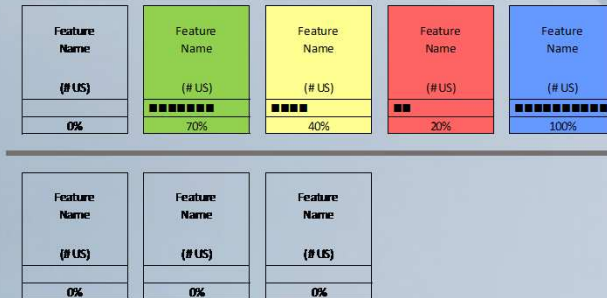 Feature Name (# US) 0%
Feature Name (# US) ■■■■■■■ 70%
Feature Name (# US) ■■■■ 40%
Feature Name (# US) ■■ 20%
Feature Name (# US) ■■■■■■■■■■ 100%
Feature Name (# US) 0%
Feature Name (# US) 0%
Feature Name (# US) 0%